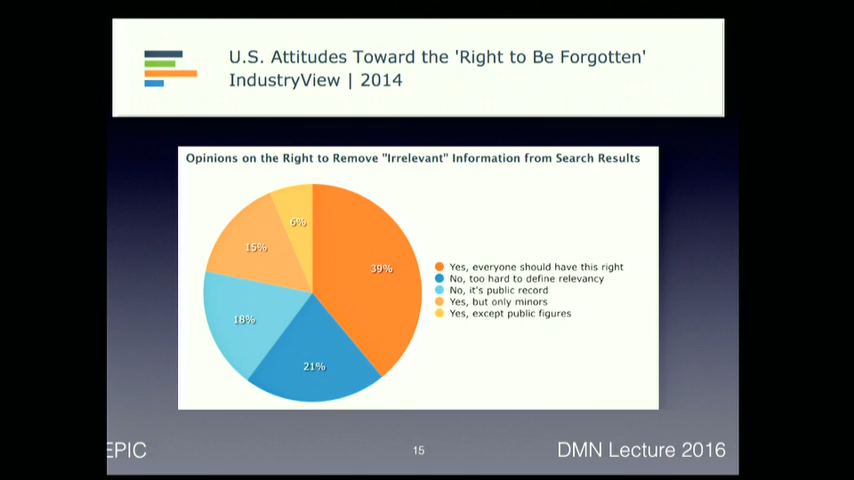 U.S. Attitudes Toward the 'Right to Be Forgotten'
IndustryView | 2014
Opinions on the Right to Remove "Irrelevant" Information from Search Results
6%
15%
39%
18%
21%
Yes, everyone should have this right
No, too hard to define relevancy
No, it's public record
Yes, but only minors
Yes, except public figures
EPIC
15
DMN Lecture 2016